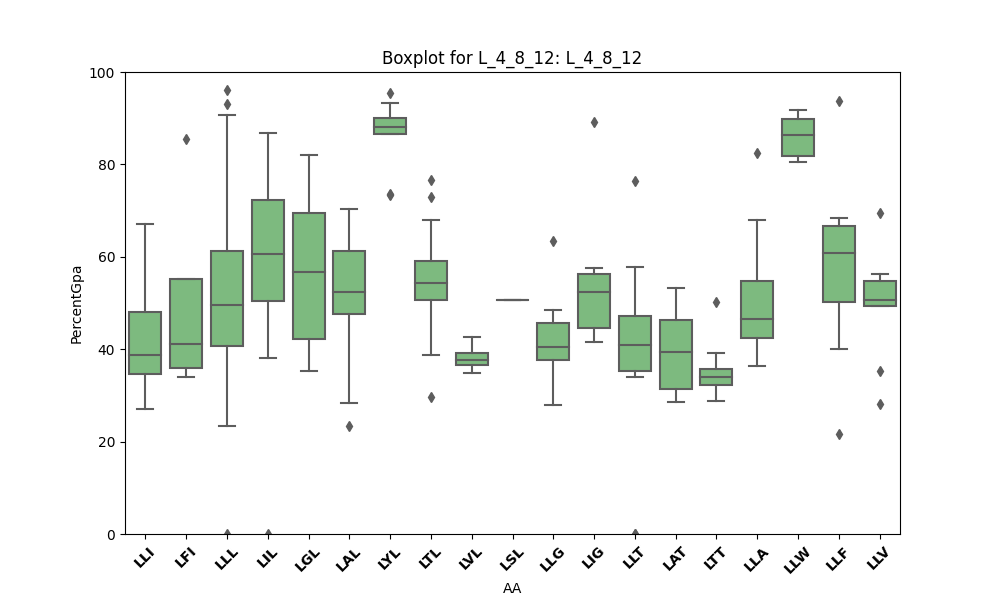 Boxplot for L_4_8_12: L_4_8_12
PercentGpa
100
80
60
40
20
0
LLI LFI LLL LIL LGL LAL LYL LTL LVL LSL LLG LIG LLT LAT LTT LLA LLW LLF LLV
AA